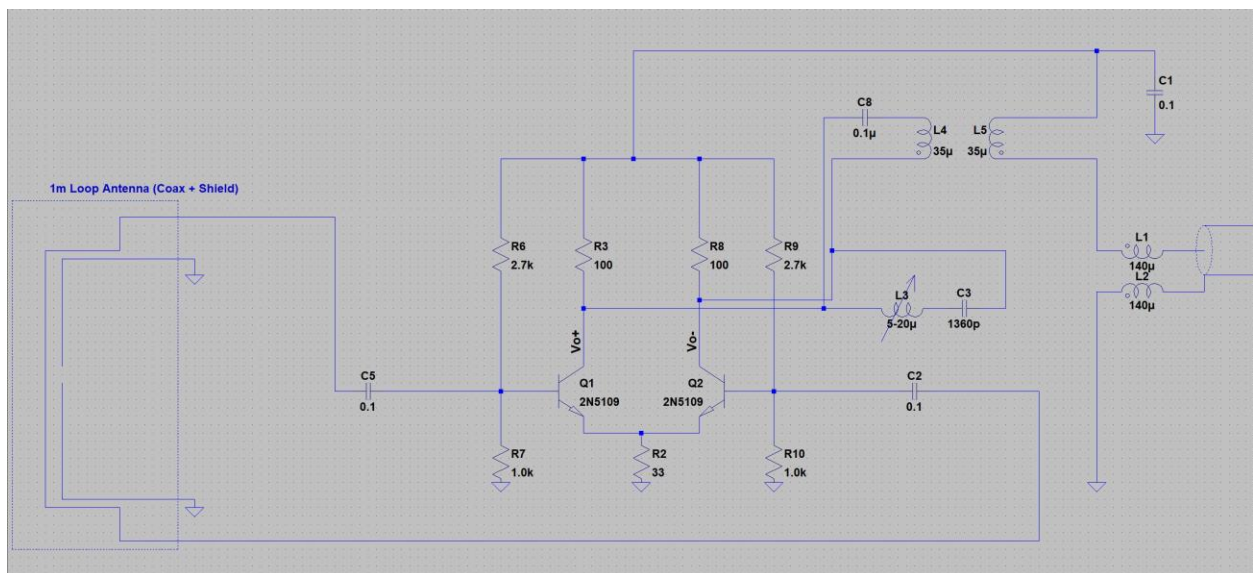 C1
0.1
C8
0.1µ
L4
35µ
L5
35µ
1m Loop Antenna (Coax + Shield)
R6
2.7k
R3
100
R8
100
R9
2.7k
L1
140µ
L2
140µ
L3
5-20µ
C3
1360p
Vo+
Vo-
C5
0.1
Q1
2N5109
Q2
2N5109
C2
0.1
R7
1.0k
R2
33
R10
1.0k